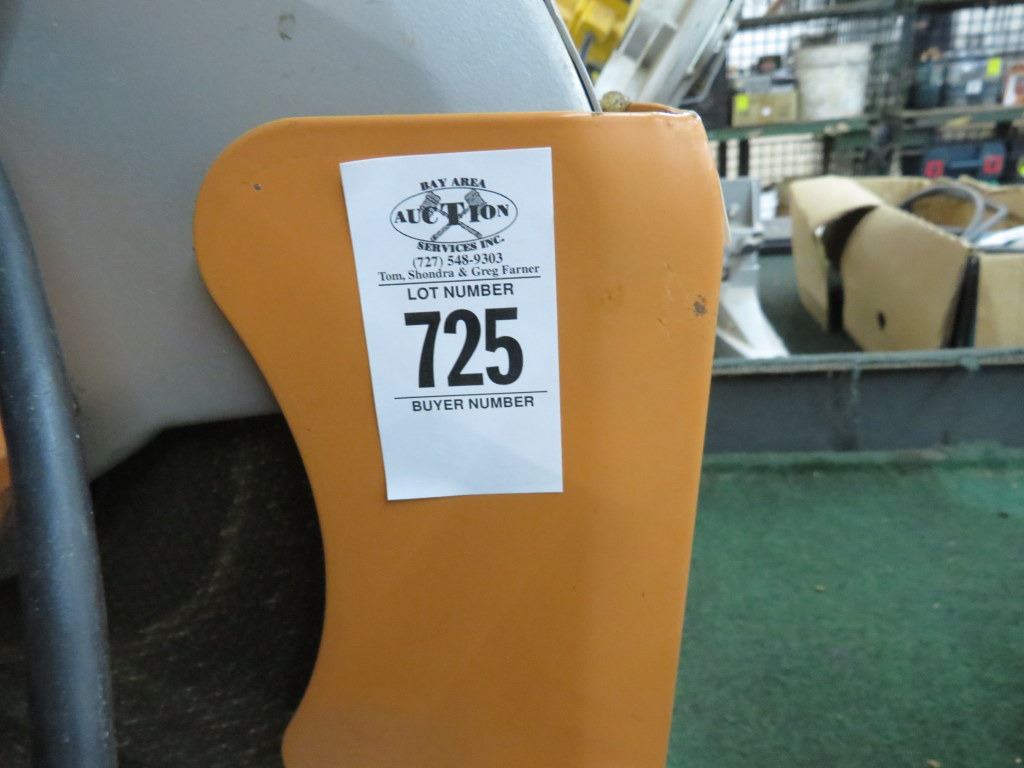 BAY AREA
AUCTION
SERVICES INC.
(727) 548-9303
Tom, Shondra & Greg Farner
LOT NUMBER
725
BUYER NUMBER